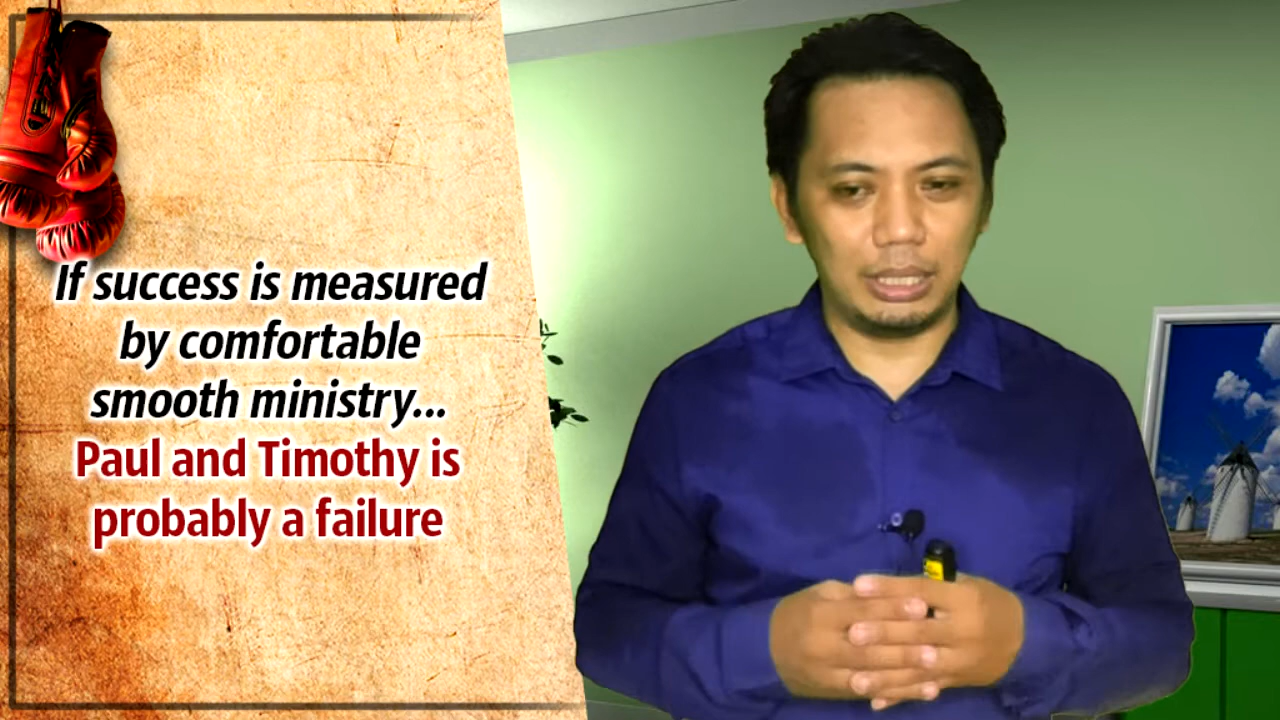 If success is measured
by comfortable
smooth ministry...
Paul and Timothy is
probably a failure